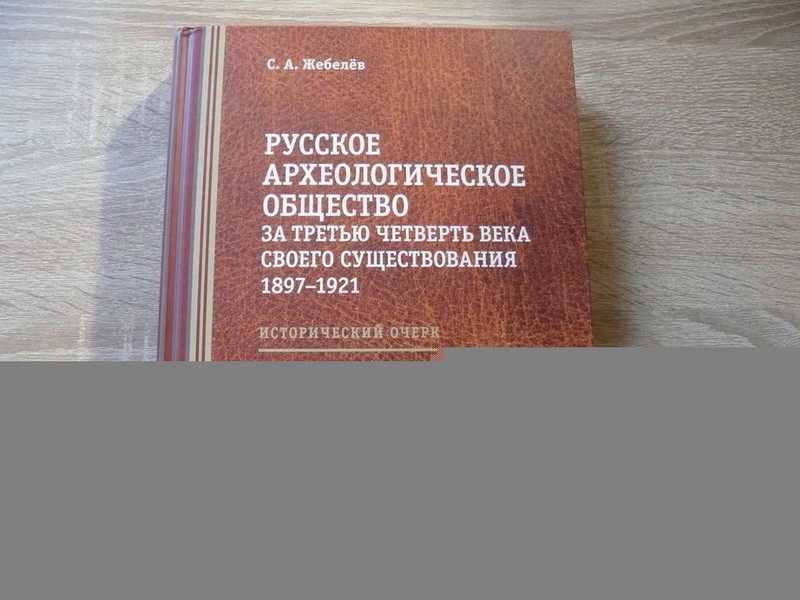 С. А. Жебелёв
РУССКОЕ
АРХЕОЛОГИЧЕСКОЕ
ОБЩЕСТВО
ЗА ТРЕТЬЮ ЧЕТВЕРТЬ ВЕКА
СВОЕГО СУЩЕСТВОВАНИЯ
1897–1921
ИСТОРИЧЕСКИЙ ОЧЕРК